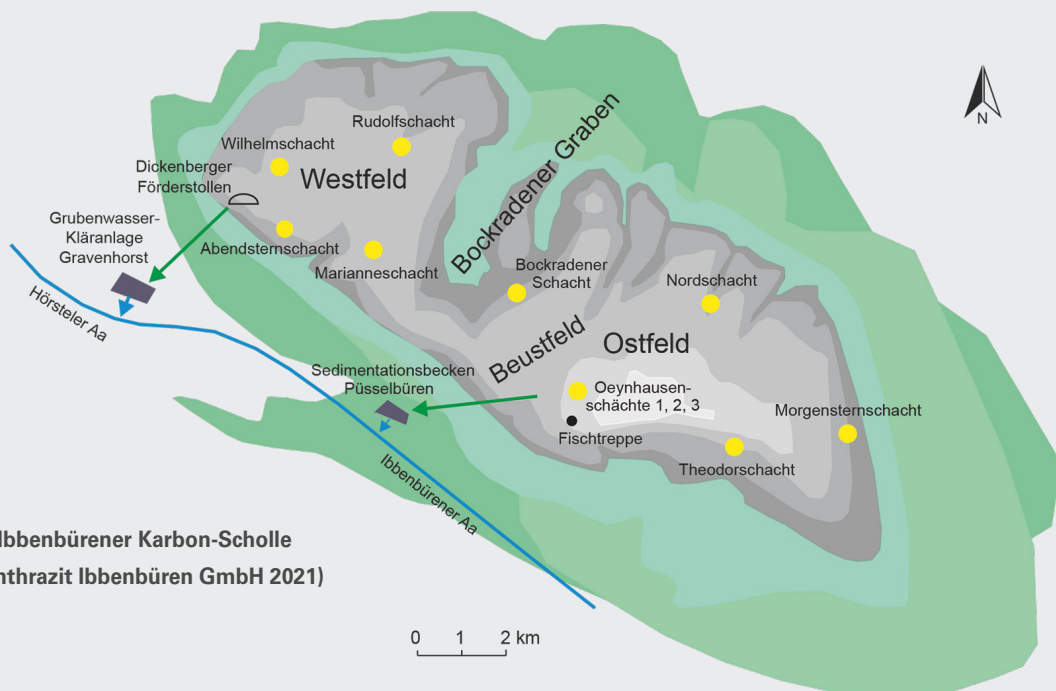 Rudolfschacht
Wilhelmschacht
Dickenberger
Förderstollen
Westfeld
Grubenwasser-
Kläranlage
Gravenhorst
Abendsternschacht
Marianneschacht
Bockradener Graben
N
Hörsteler Aa
Bockradener
Schacht
Nordschacht
Beustfeld
Ostfeld
Sedimentationsbecken
Püsselbüren
Oeynhausen-
schächte 1, 2, 3
Fischtreppe
Morgensternschacht
Theodorschacht
Ibbenbürener Aa
Ibbenbürener Karbon-Scholle
nthrazit Ibbenbüren GmbH 2021)
0 1 2 km